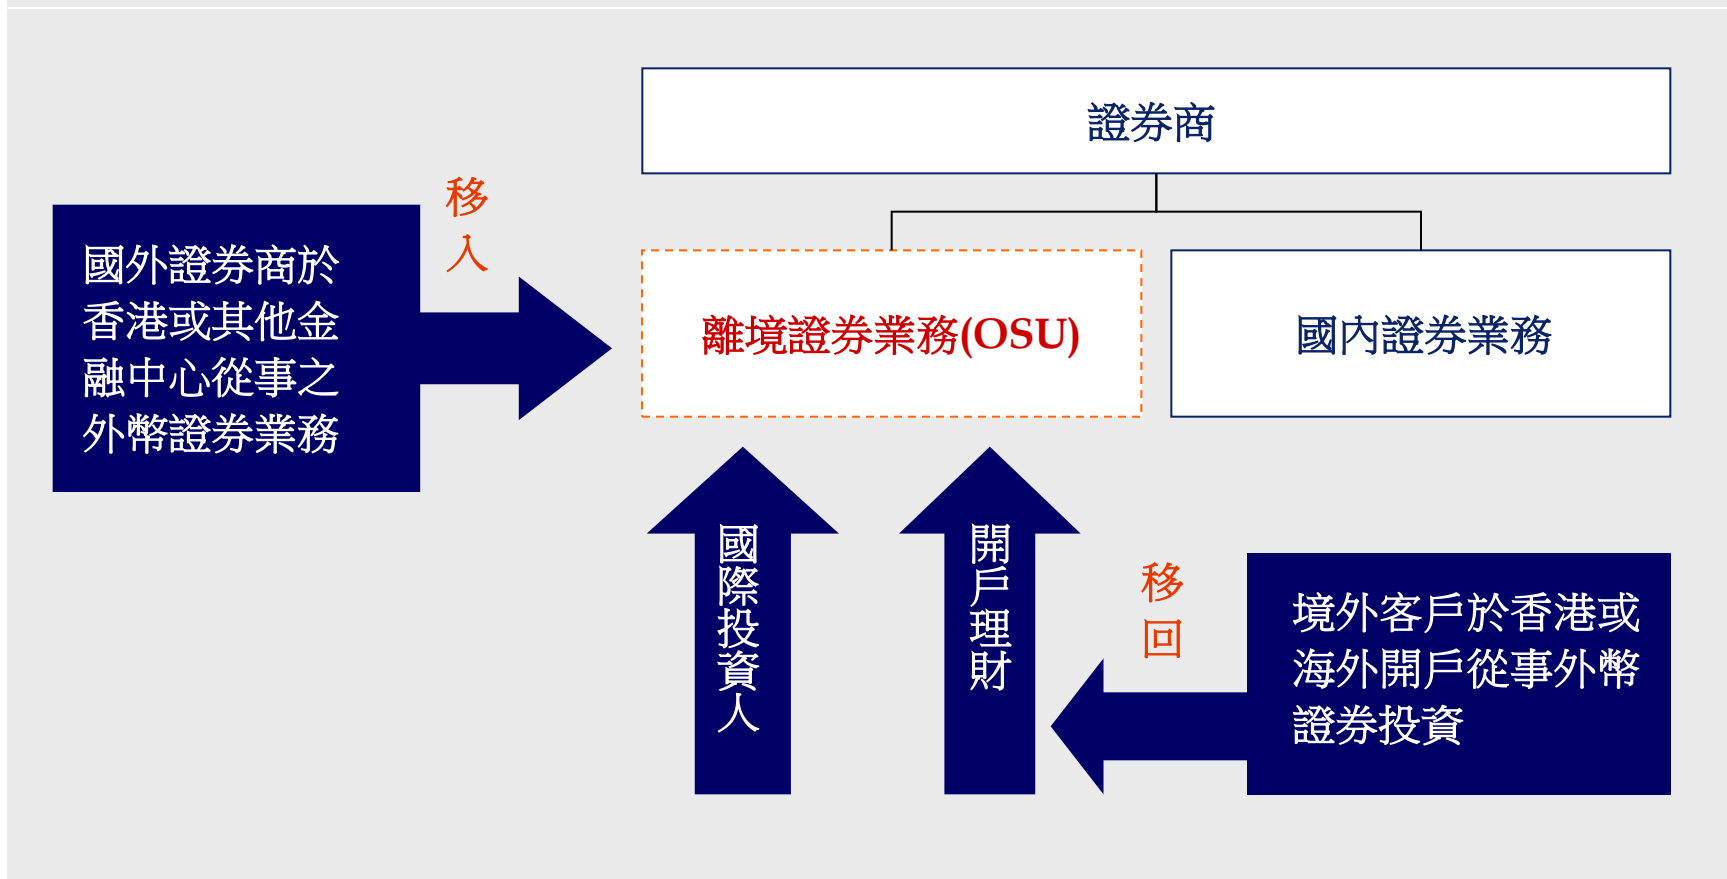 證券商
移
入
國外證券商於
香港或其他金
融中心從事之
外幣證券業務
離境證券業務(OSU)
國內證券業務
國際投資人
開戶理財
移
回
境外客戶於香港或
海外開戶從事外幣
證券投資